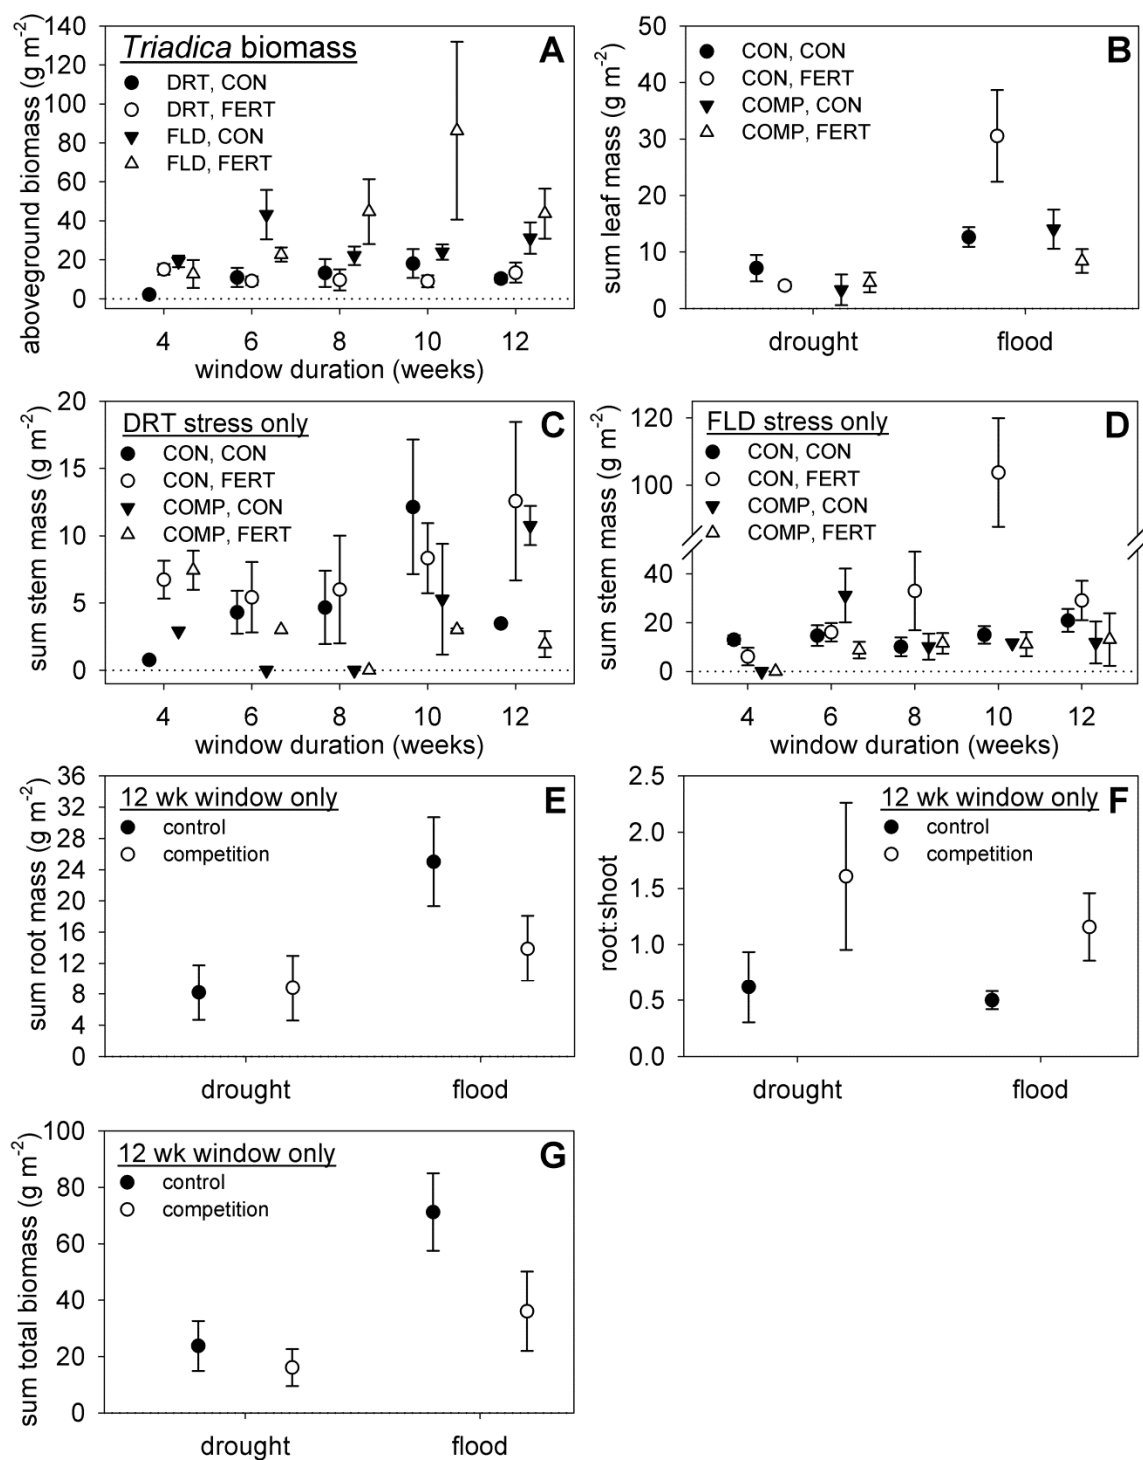 aboveground biomass (g m-2)
140
120
100
80
60
40
20
0
Triadica biomass
A
DRT, CON
DRT, FERT
FLD, CON
FLD, FERT
4
6
8
10
12
window duration (weeks)
sum leaf mass (g m-2)
50
40
30
20
10
0
B
CON, CON
CON, FERT
COMP, CON
COMP, FERT
drought
flood
sum stem mass (g m-2)
20
15
10
5
0
DRT stress only
C
CON, CON
CON, FERT
COMP, CON
COMP, FERT
4
6
8
10
12
window duration (weeks)
sum stem mass (g m-2)
120
100
40
20
0
FLD stress only
D
CON, CON
CON, FERT
COMP, CON
COMP, FERT
4
6
8
10
12
window duration (weeks)
sum root mass (g m-2)
36
32
28
24
20
16
12
8
4
0
12 wk window only
E
control
competition
drought
flood
root:shoot
2.5
2.0
1.5
1.0
0.5
0.0
12 wk window only
F
control
competition
drought
flood
sum total biomass (g m-2)
100
80
60
40
20
0
12 wk window only
G
control
competition
drought
flood